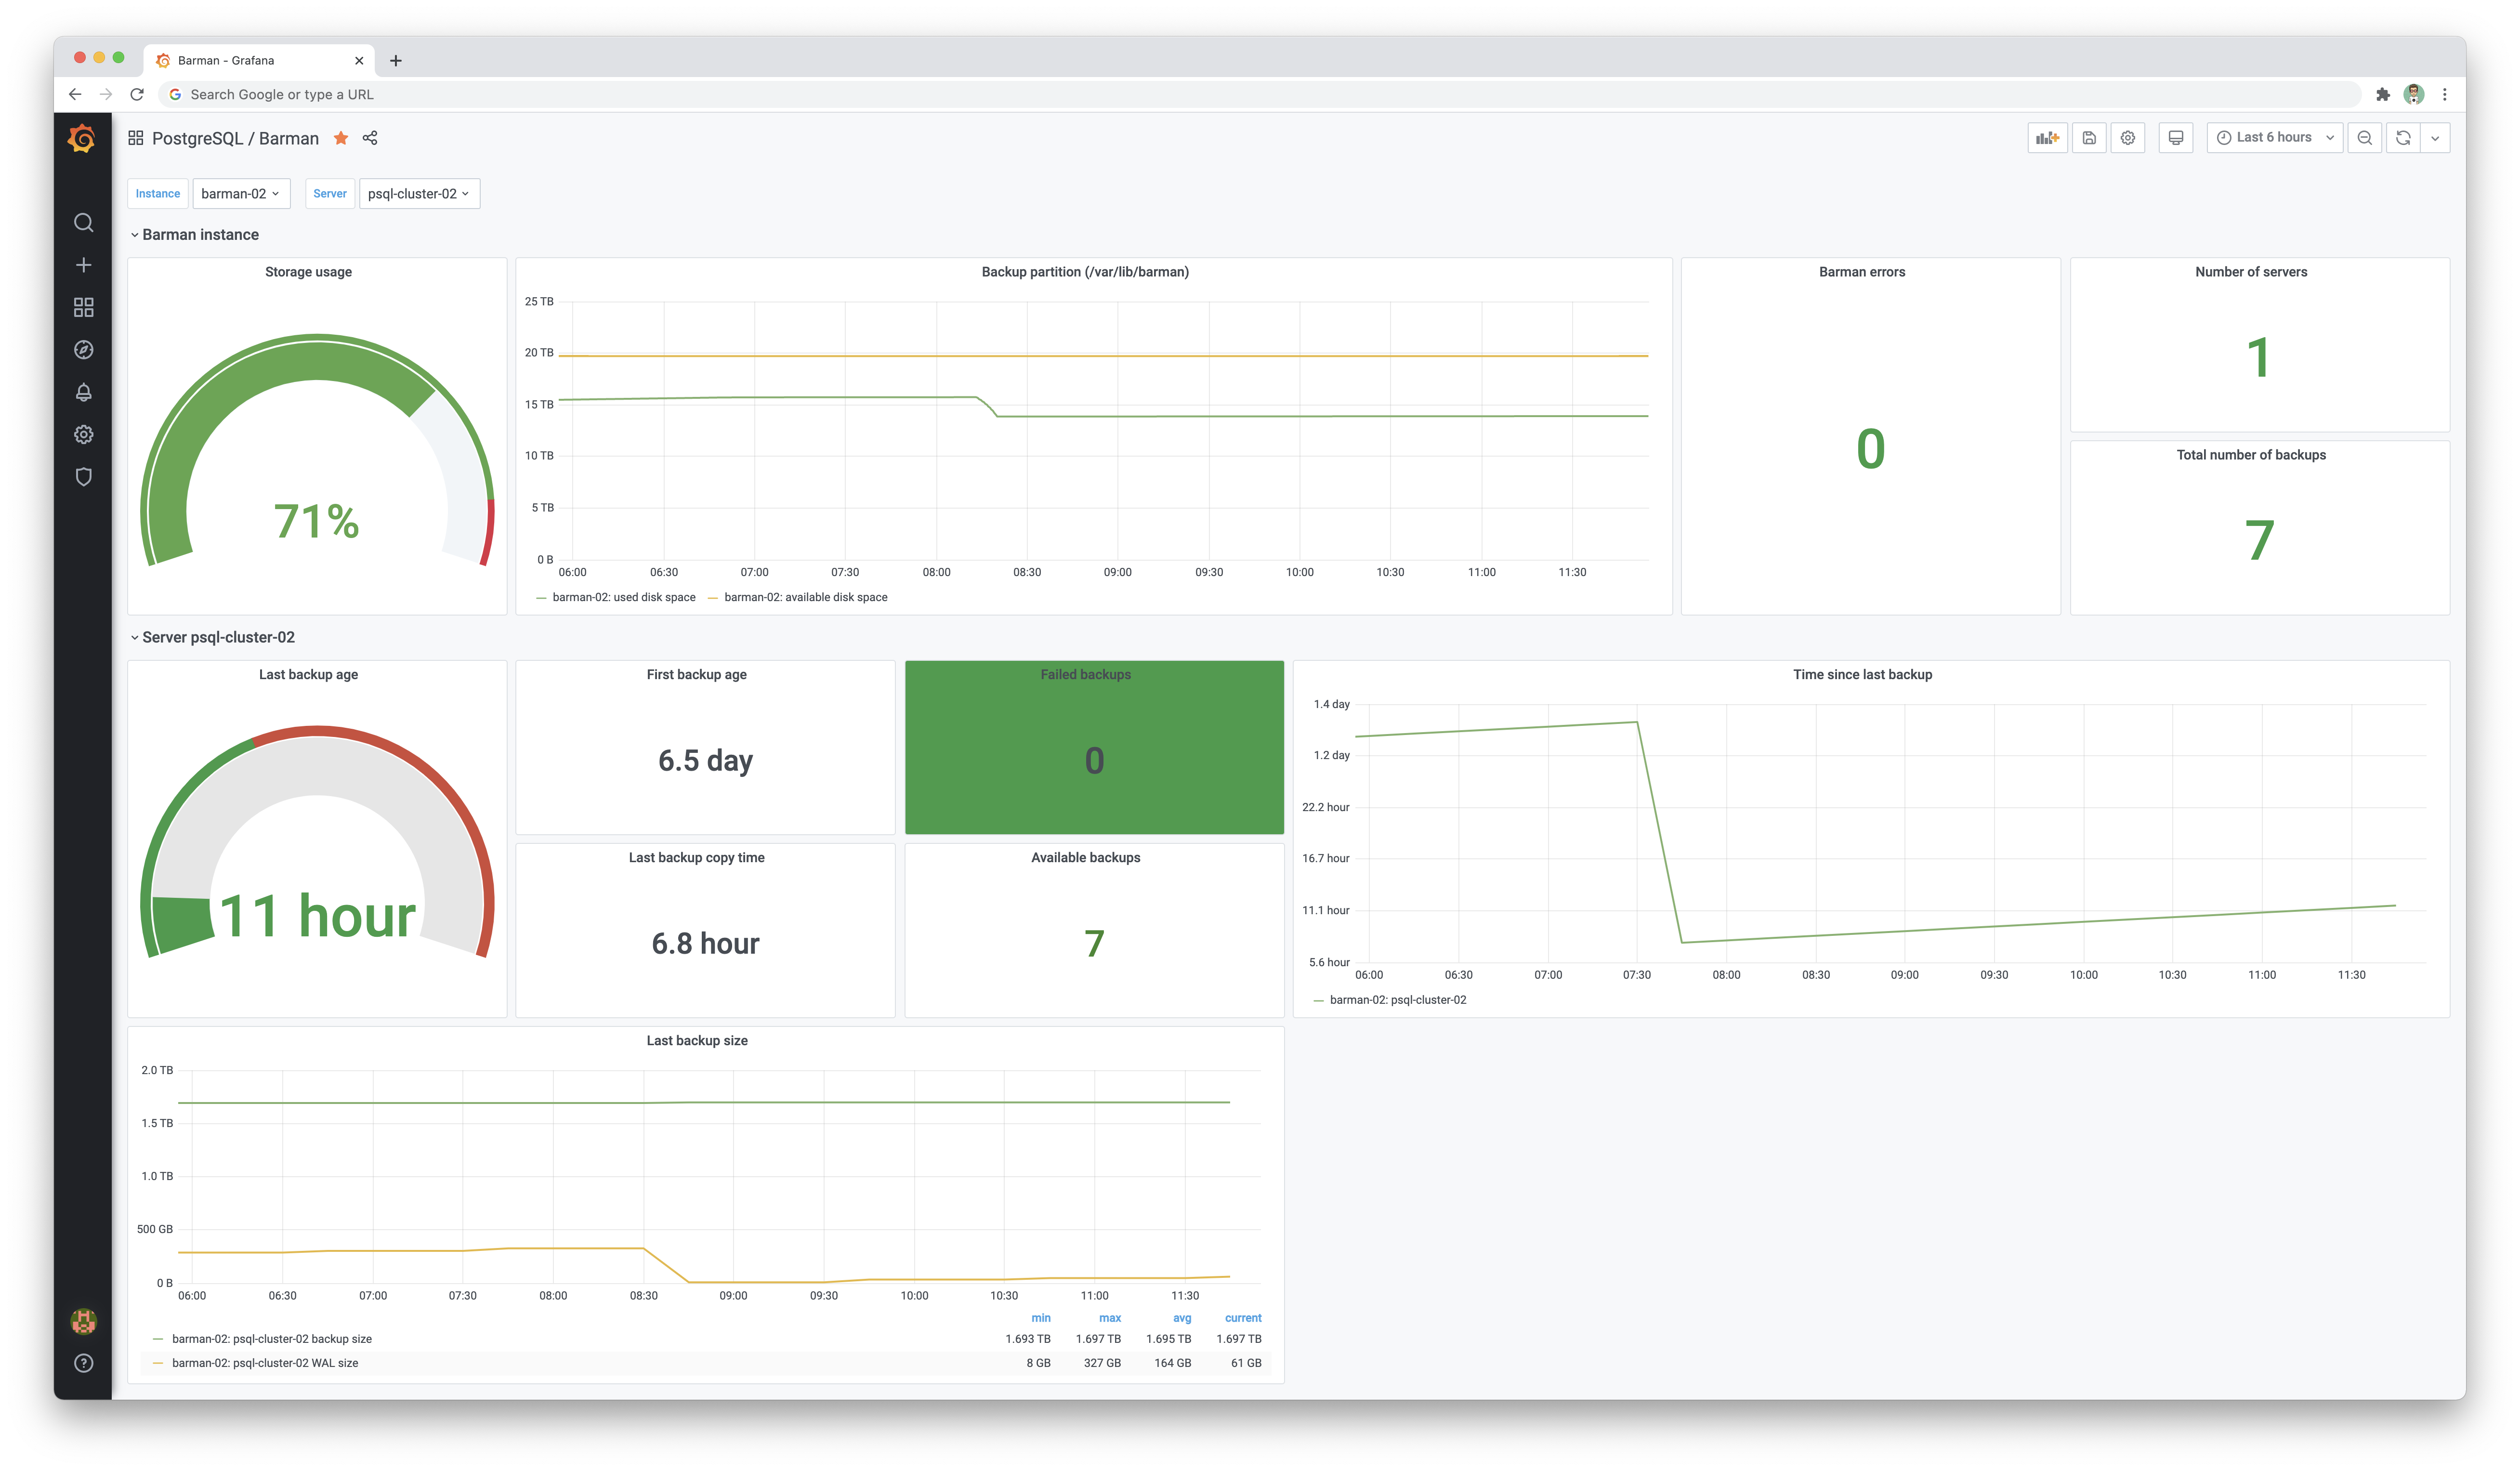 Barman - Grafana
Search Google or type a URL
PostgreSQL / Barman
Last 6 hours
Instance
barman-02
Server
psql-cluster-02
Barman instance
Storage usage
71%
Backup partition (/var/lib/barman)
25 TB
20 TB
15 TB
10 TB
5 TB
0 B
06:00 06:30 07:00 07:30 08:00 08:30 09:00 09:30 10:00 10:30 11:00 11:30
barman-02: used disk space barman-02: available disk space
Barman errors
0
Number of servers
1
Total number of backups
7
Server psql-cluster-02
Last backup age
11 hour
First backup age
6.5 day
Failed backups
0
Last backup copy time
6.8 hour
Available backups
7
Time since last backup
1.4 day
1.2 day
22.2 hour
16.7 hour
11.1 hour
5.6 hour
06:00 06:30 07:00 07:30 08:00 08:30 09:00 09:30 10:00 10:30 11:00 11:30
barman-02: psql-cluster-02
Last backup size
2.0 TB
1.5 TB
1.0 TB
500 GB
0 B
06:00 06:30 07:00 07:30 08:00 08:30 09:00 09:30 10:00 10:30 11:00 11:30
min max avg current
barman-02: psql-cluster-02 backup size 1.693 TB 1.697 TB 1.695 TB 1.697 TB
barman-02: psql-cluster-02 WAL size 8 GB 327 GB 164 GB 61 GB